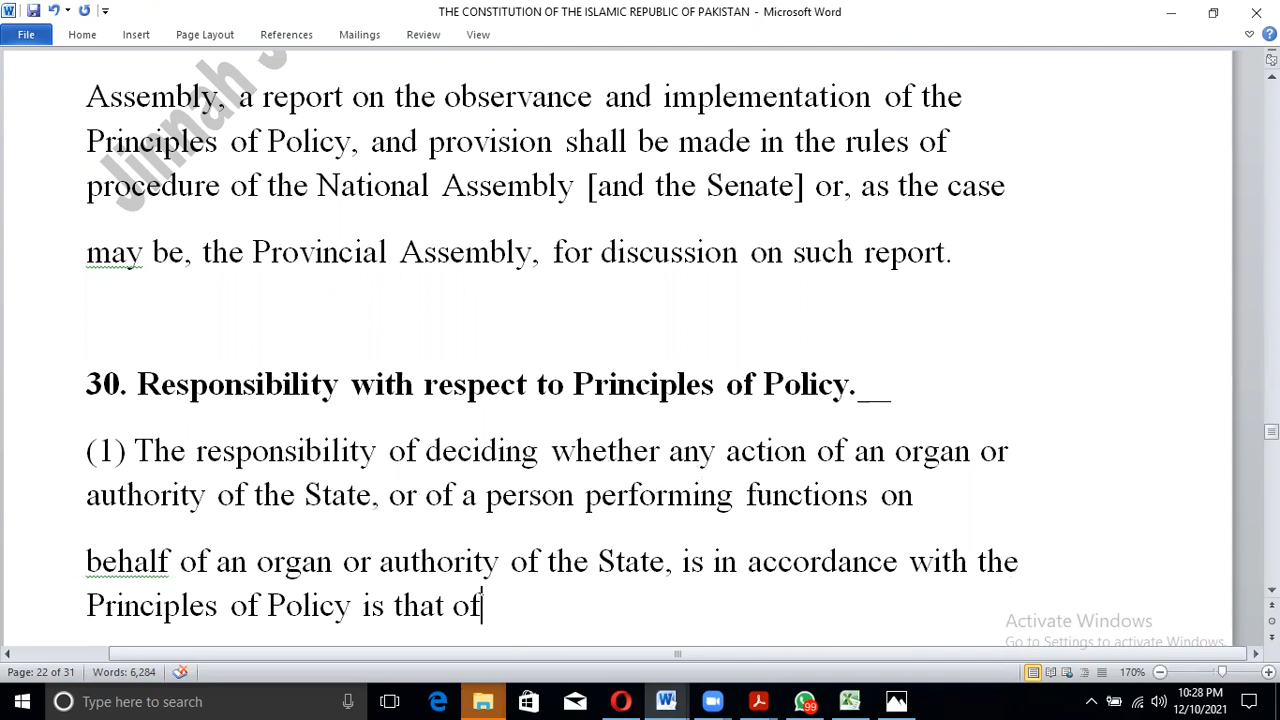 THE CONSTITUTION OF THE ISLAMIC REPUBLIC OF PAKISTAN - Microsoft Word
File Home Insert Page Layout References Mailings Review View
Assembly, a report on the observance and implementation of the
Principles of Policy, and provision shall be made in the rules of
procedure of the National Assembly [and the Senate] or, as the case
may be, the Provincial Assembly, for discussion on such report.
30. Responsibility with respect to Principles of Policy.__
(1) The responsibility of deciding whether any action of an organ or
authority of the State, or of a person performing functions on
behalf of an organ or authority of the State, is in accordance with the
Principles of Policy is that of
Jinnah
Activate Windows
Go to Settings to activate Windows.
Page: 22 of 31 Words: 6,284 170%
Type here to search 99 10:28 PM
12/10/2021